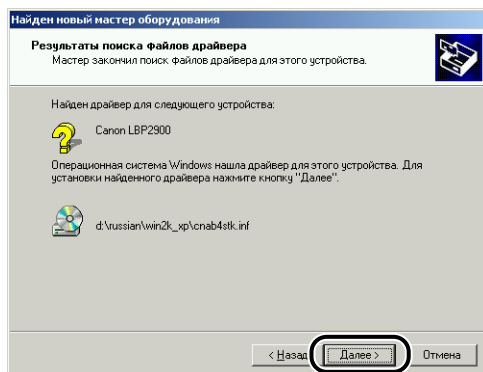 Найден новый мастер оборудования
Результаты поиска файлов драйвера
Мастер закончил поиск файлов драйвера для этого устройства.
Найден драйвер для следующего устройства:
Canon LBP2900
Операционная система Windows нашла драйвер для этого устройства. Для
установки найденного драйвера нажмите кнопку "Далее".
d:\russian\win2k_xp\cnab4stk.inf
< Назад Далее > Отмена